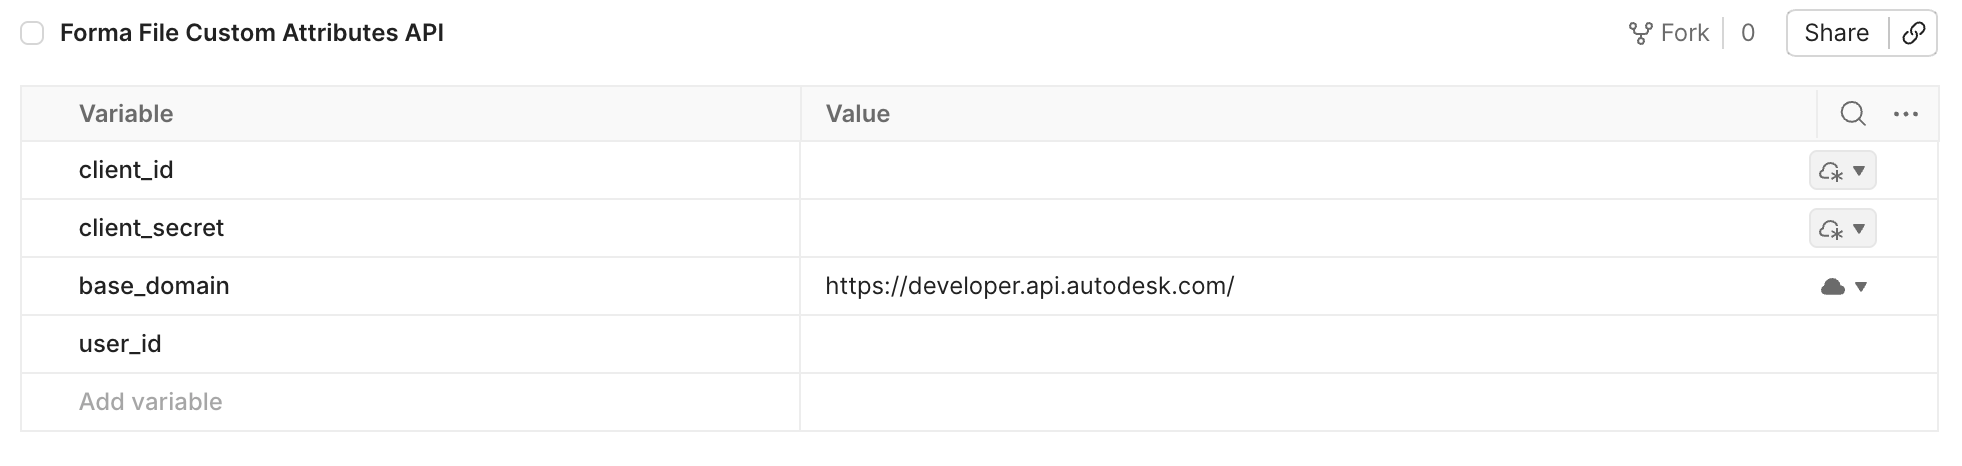 Forma File Custom Attributes API Fork 0 Share
Variable Value
client_id
client_secret
base_domain https://developer.api.autodesk.com/
user_id
Add variable